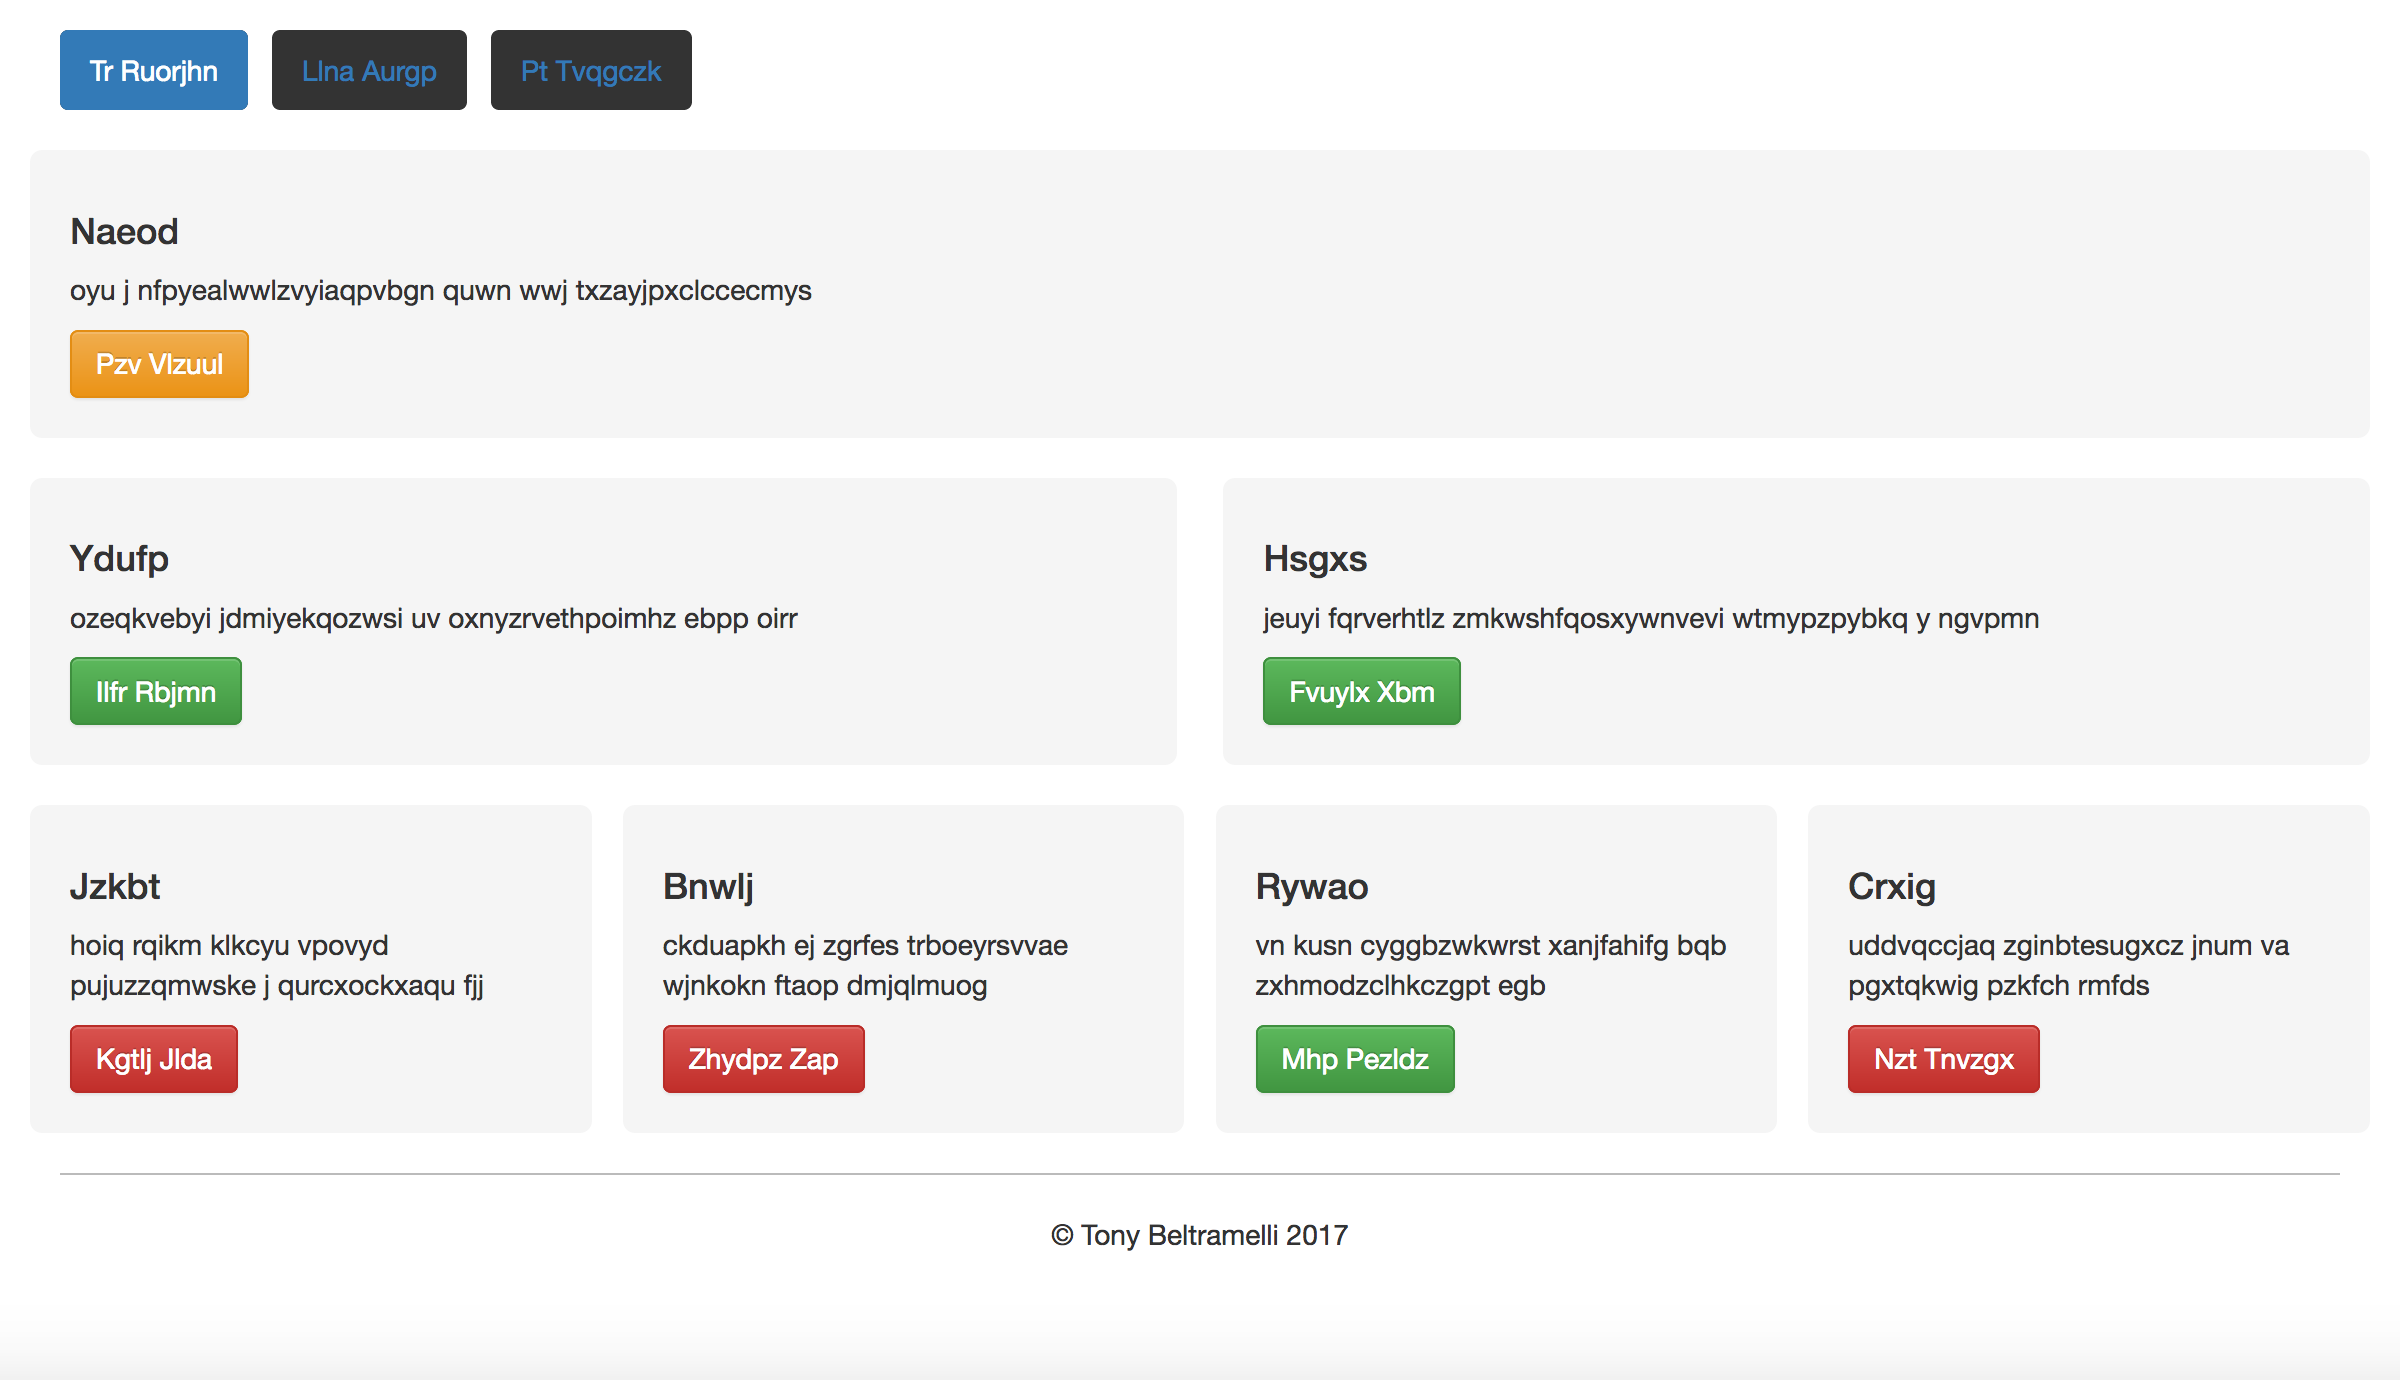 Tr Ruorjhn Llna Aurgp Pt Tvqgczk
Naeod
oyu j nfpyealwwlzvyiaqpvbgn quwn wwj txzayjpxclccecmys
Pzv Vlzuul
Ydufp
ozeqkvebyi jdmiyekqozwsi uv oxnyzrvethpoimhz ebpp oirr
Ilfr Rbjmn
Hsgxs
jeuyi fqrverhtlz zmkwshfqosxywnvevi wtmypzpybkq y ngvpmn
Fvuylx Xbm
Jzkbt
hoiq rqikm klkcyu vpovyd
pujuzzqmwske j qurcxockxaqu fjj
Kgtlj Jlda
Bnwlj
ckduapkh ej zgrfes trboeyrsvvae
wjnkokn ftaop dmjqlmuog
Zhydpz Zap
Rywao
vn kusn cyggbzwkwrst xanjfahifg bqb
zxhmodzclhkczgpt egb
Mhp Pezldz
Crxig
uddvqccjaq zginbtesugxcz jnum va
pgxtqkwig pzkfch rmfds
Nzt Tnvzgx
© Tony Beltramelli 2017